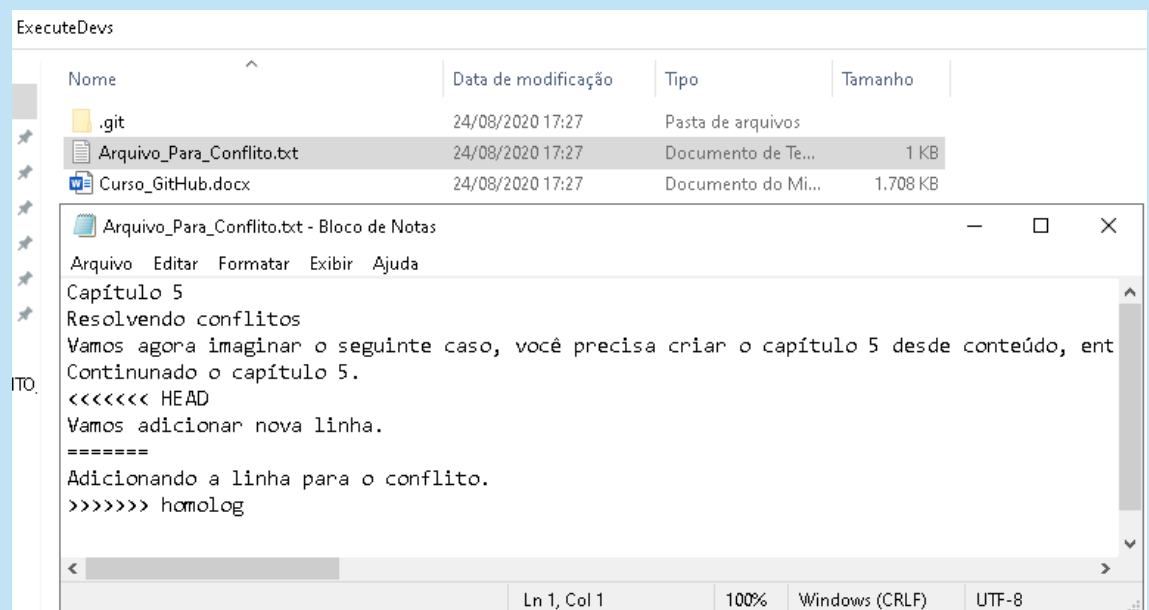 ExecuteDevs
Nome Data de modificação Tipo Tamanho
.git 24/08/2020 17:27 Pasta de arquivos
Arquivo_Para_Conflito.txt 24/08/2020 17:27 Documento de Te... 1 KB
Curso_GitHub.docx 24/08/2020 17:27 Documento do Mi... 1.708 KB
Arquivo_Para_Conflito.txt - Bloco de Notas
Arquivo Editar Formatar Exibir Ajuda
Capítulo 5
Resolvendo conflitos
Vamos agora imaginar o seguinte caso, você precisa criar o capítulo 5 desde conteúdo, ent
Continunado o capítulo 5.
<<<<<<< HEAD
Vamos adicionar nova linha.
=======
Adicionando a linha para o conflito.
>>>>>>> homolog
Ln 1, Col 1 100% Windows (CRLF) UTF-8